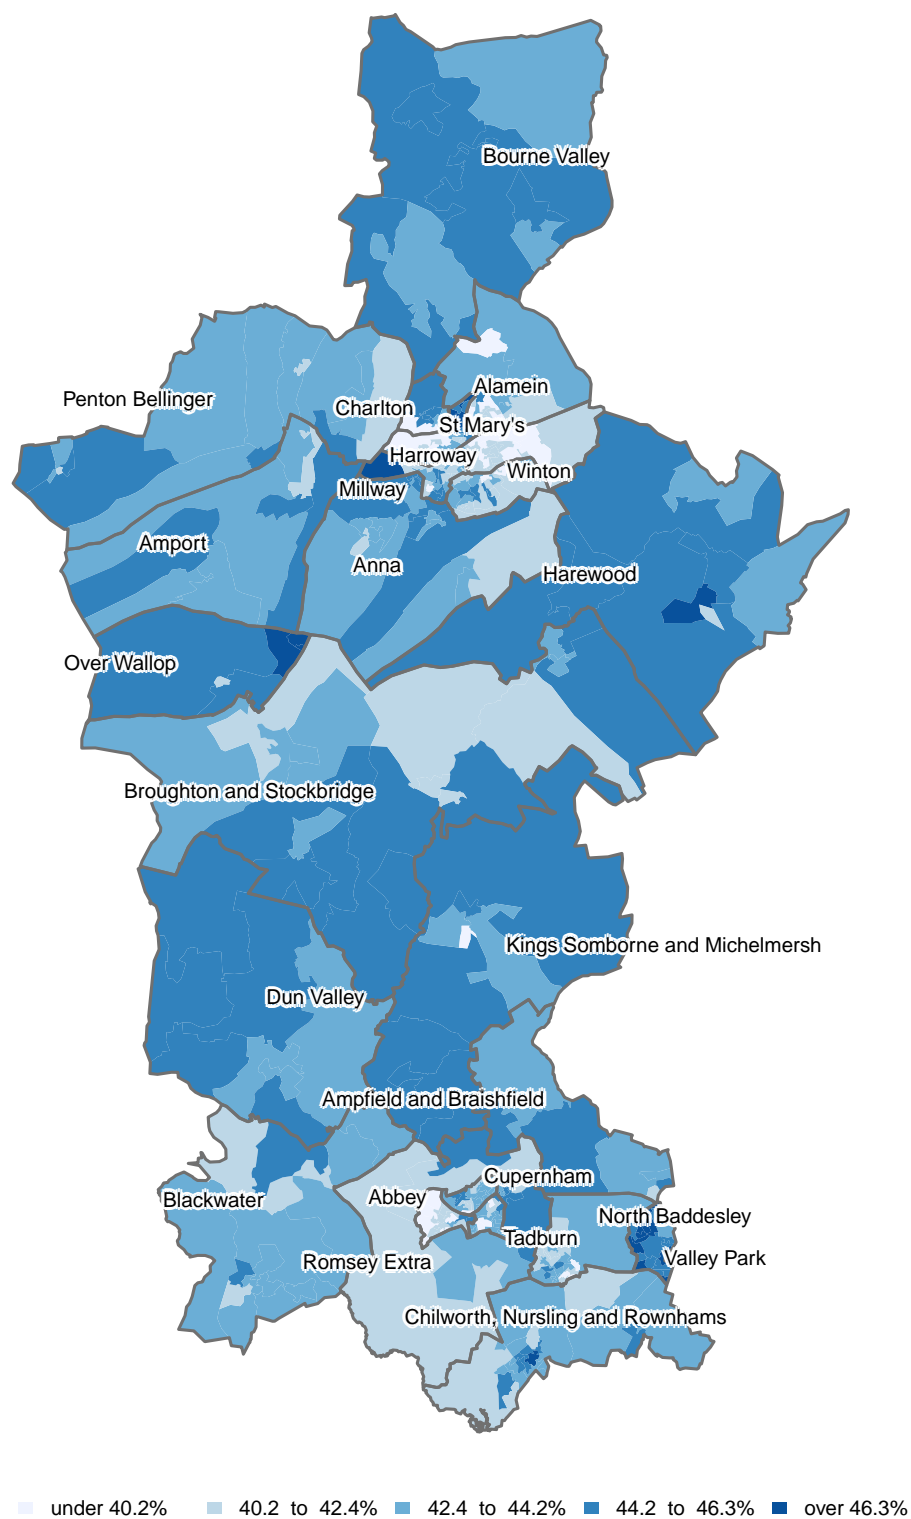 Bourne Valley
Alamein
Penton Bellinger
Charlton
St Mary's
Harroway
Winton
Millway
Amport
Anna
Harewood
Over Wallop
Broughton and Stockbridge
Kings Somborne and Michelmersh
Dun Valley
Ampfield and Braishfield
Cupernham
Blackwater
Abbey
North Baddesley
Tadburn
Valley Park
Romsey Extra
Chilworth, Nursling and Rownhams
under 40.2% 40.2 to 42.4% 42.4 to 44.2% 44.2 to 46.3% over 46.3%